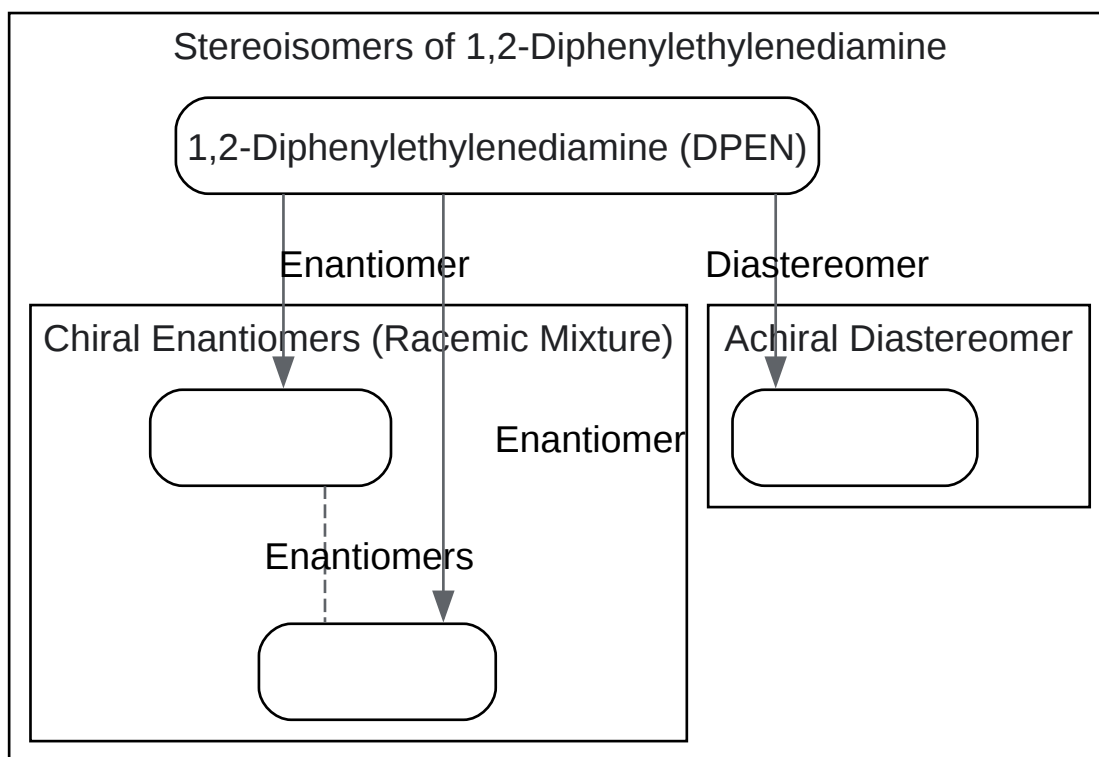 Stereoisomers of 1,2-Diphenylethylenediamine
1,2-Diphenylethylenediamine (DPEN)
Enantiomer
Diastereomer
Chiral Enantiomers (Racemic Mixture)
Achiral Diastereomer
Enantiomer
Enantiomers